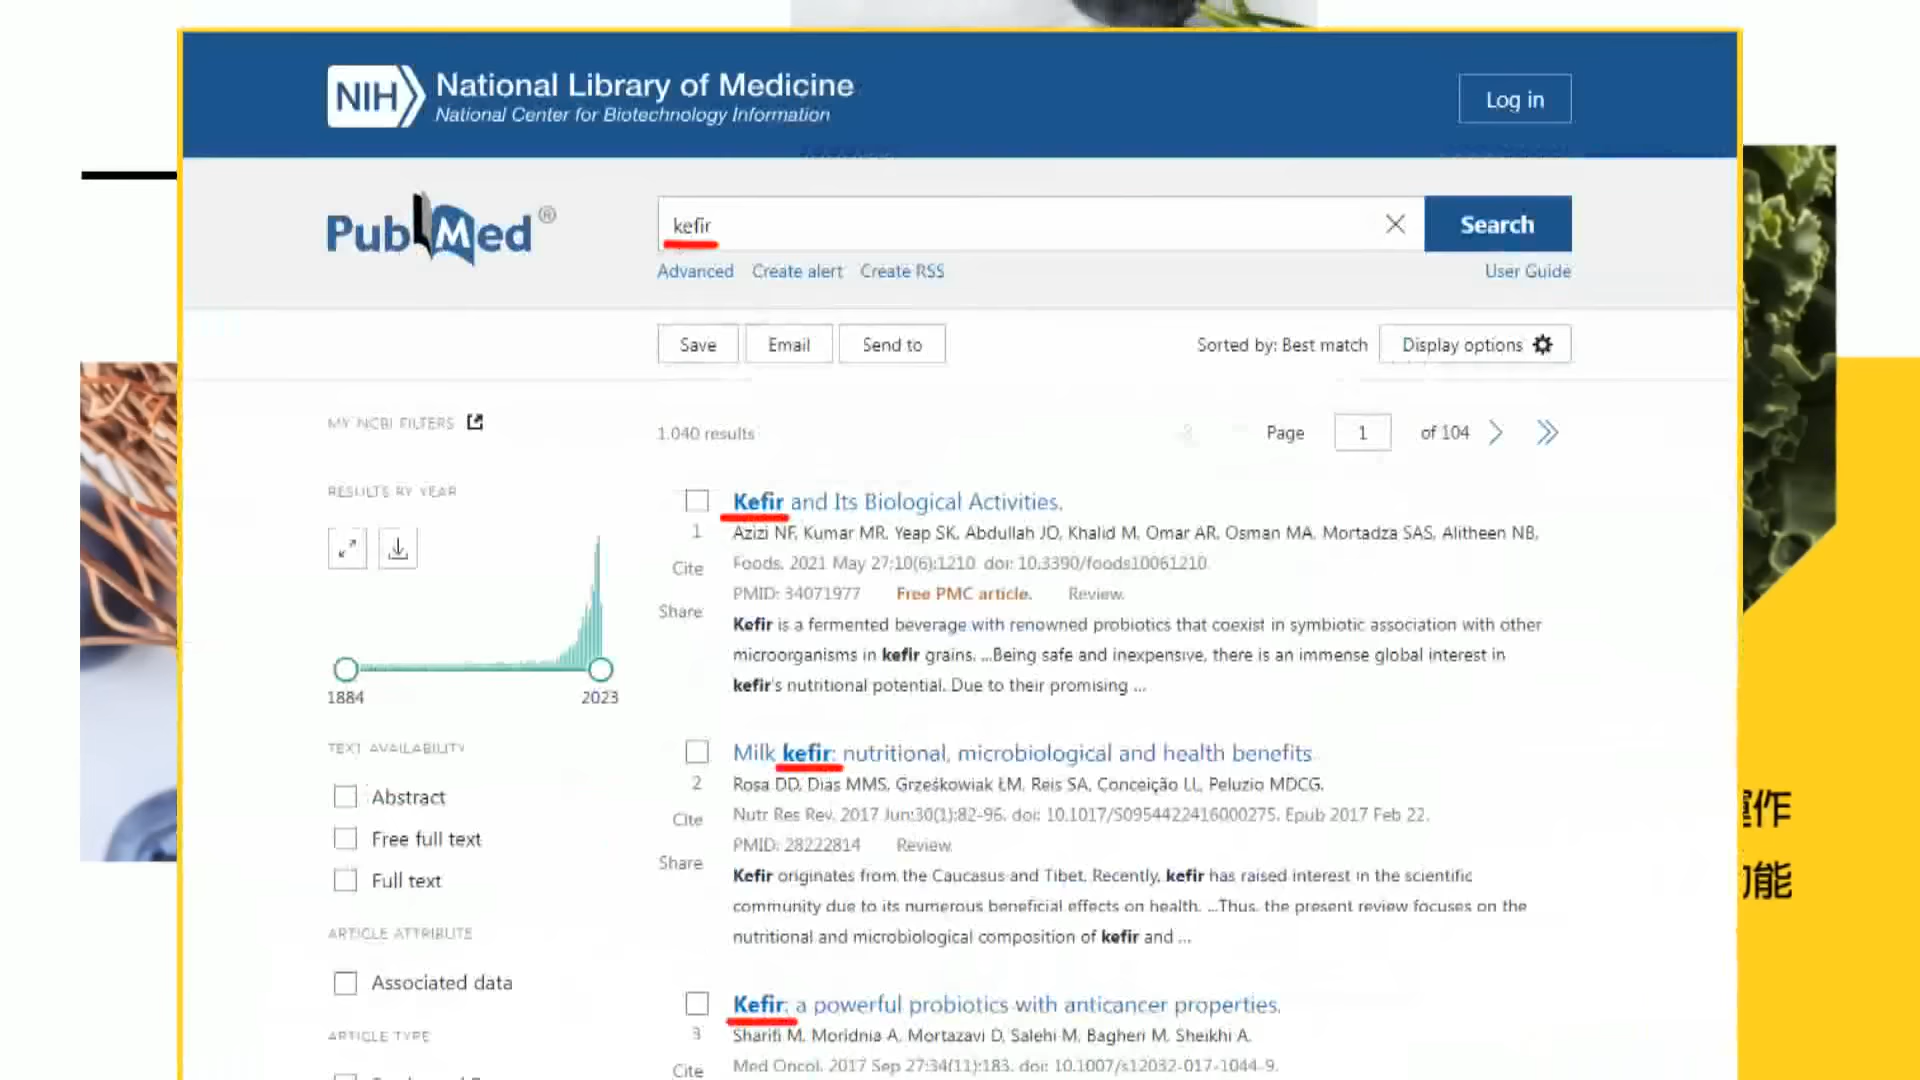 NIH National Library of Medicine
National Center for Biotechnology Information
Log in
PubMed®
kefir
Search
Advanced Create alert Create RSS
User Guide
Save Email Send to
Sorted by: Best match Display options
MY NCBI FILTERS
1.040 results
Page 1 of 104
RESULTS BY YEAR
1884 2023
TEXT AVAILABILITY
Abstract
Free full text
Full text
ARTICLE ATTRIBUTE
Associated data
ARTICLE TYPE
Kefir and Its Biological Activities.
1
Cite
Share
Azizi NF, Kumar MR, Yeap SK, Abdullah JO, Khalid M, Omar AR, Osman MA, Mortadza SAS, Alitheen NB.
Foods. 2021 May 27;10(6):1210. doi: 10.3390/foods10061210.
PMID: 34071977 Free PMC article. Review.
Kefir is a fermented beverage with renowned probiotics that coexist in symbiotic association with other
microorganisms in kefir grains. ...Being safe and inexpensive, there is an immense global interest in
kefir's nutritional potential. Due to their promising ...
Milk kefir: nutritional, microbiological and health benefits.
2
Cite
Share
Rosa DD, Dias MMS, Grześkowiak ŁM, Reis SA, Conceição LL, Peluzio MDCG.
Nutr Res Rev. 2017 Jun;30(1):82-96. doi: 10.1017/S0954422416000275. Epub 2017 Feb 22.
PMID: 28222814 Review.
Kefir originates from the Caucasus and Tibet. Recently, kefir has raised interest in the scientific
community due to its numerous beneficial effects on health. ...Thus, the present review focuses on the
nutritional and microbiological composition of kefir and ...
Kefir: a powerful probiotics with anticancer properties.
3
Cite
Sharifi M, Moridnia A, Mortazavi D, Salehi M, Bagheri M, Sheikhi A.
Med Oncol. 2017 Sep 27;34(11):183. doi: 10.1007/s12032-017-1044-9.
作
能